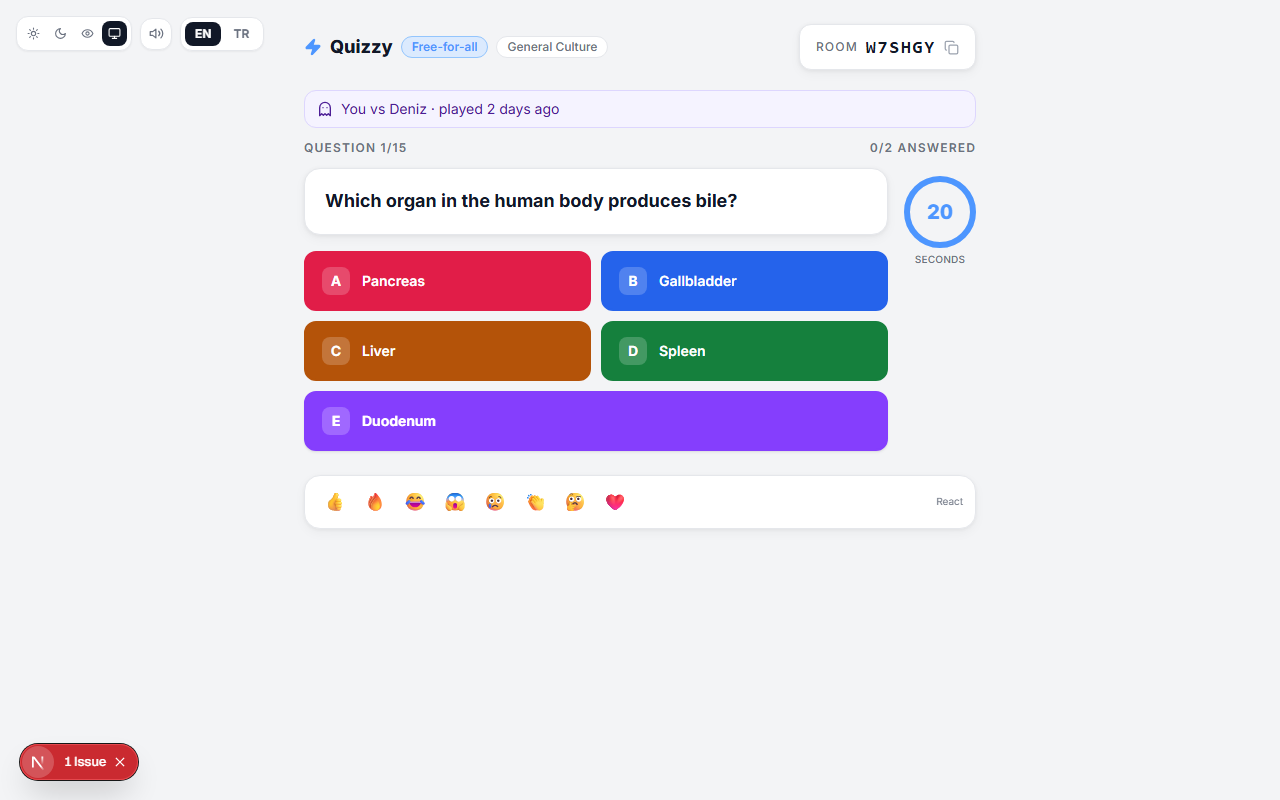 EN TR
Quizzy Free-for-all General Culture
ROOM W7SHGY
You vs Deniz · played 2 days ago
QUESTION 1/15
0/2 ANSWERED
Which organ in the human body produces bile?
20
SECONDS
A Pancreas
B Gallbladder
C Liver
D Spleen
E Duodenum
React
N 1 Issue